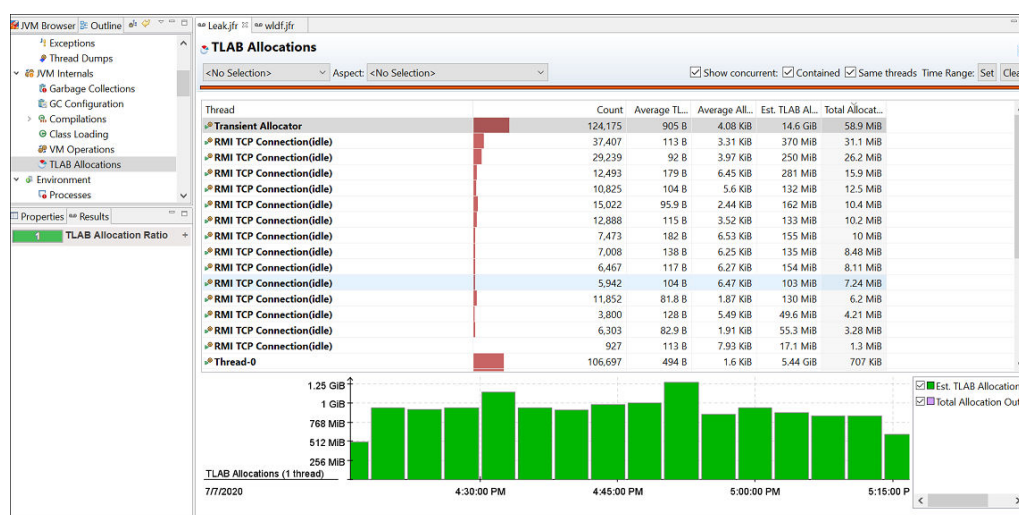 JVM Browser Outline Leak.jfr wldf.jfr
Exceptions
Thread Dumps
JVM Internals
Garbage Collections
GC Configuration
Compilations
Class Loading
VM Operations
TLAB Allocations
Environment
Processes
Properties Results
1 TLAB Allocation Ratio +
TLAB Allocations
<No Selection> Aspect: <No Selection> Show concurrent: Contained Same threads Time Range: Set Clea
Thread Count Average TL... Average All... Est. TLAB Al... Total Allocat...
Transient Allocator 124,175 905 B 4.08 KiB 14.6 GiB 58.9 MiB
RMI TCP Connection(idle) 37,407 113 B 3.31 KiB 370 MiB 31.1 MiB
RMI TCP Connection(idle) 29,239 92 B 3.97 KiB 250 MiB 26.2 MiB
RMI TCP Connection(idle) 12,493 179 B 6.45 KiB 281 MiB 15.9 MiB
RMI TCP Connection(idle) 10,825 104 B 5.6 KiB 132 MiB 12.5 MiB
RMI TCP Connection(idle) 15,022 95.9 B 2.44 KiB 162 MiB 10.4 MiB
RMI TCP Connection(idle) 12,888 115 B 3.52 KiB 133 MiB 10.2 MiB
RMI TCP Connection(idle) 7,473 182 B 6.53 KiB 155 MiB 10 MiB
RMI TCP Connection(idle) 7,008 138 B 6.25 KiB 135 MiB 8.48 MiB
RMI TCP Connection(idle) 6,467 117 B 6.27 KiB 154 MiB 8.11 MiB
RMI TCP Connection(idle) 5,942 104 B 6.47 KiB 103 MiB 7.24 MiB
RMI TCP Connection(idle) 11,852 81.8 B 1.87 KiB 130 MiB 6.2 MiB
RMI TCP Connection(idle) 3,800 128 B 5.49 KiB 49.6 MiB 4.21 MiB
RMI TCP Connection(idle) 6,303 82.9 B 1.91 KiB 55.3 MiB 3.28 MiB
RMI TCP Connection(idle) 927 113 B 7.93 KiB 17.1 MiB 1.3 MiB
Thread-0 106,697 494 B 1.6 KiB 5.44 GiB 707 KiB
1.25 GiB
1 GiB
768 MiB
512 MiB
256 MiB
TLAB Allocations (1 thread)
7/7/2020 4:30:00 PM 4:45:00 PM 5:00:00 PM 5:15:00 P
Est. TLAB Allocation
Total Allocation Out